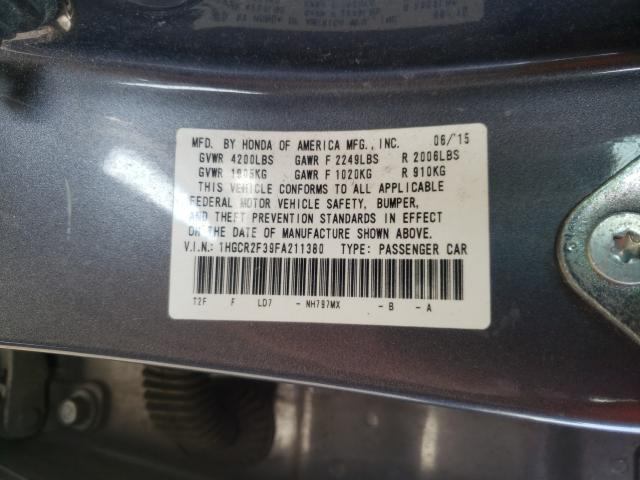 MFD. BY HONDA OF AMERICA MFG., INC. 06/'15
GVWR 4200LBS GAWR F 2249LBS R 2006LBS
GVWR 1905KG GAWR F 1020KG R 910KG
THIS VEHICLE CONFORMS TO ALL APPLICABLE
FEDERAL MOTOR VEHICLE SAFETY, BUMPER,
AND THEFT PREVENTION STANDARDS IN EFFECT
ON THE DATE OF MANUFACTURE SHOWN ABOVE.
V.I.N.: 1HGCR2F39FA211380 TYPE: PASSENGER CAR
T2F F LD7 - NH797MX - B - A